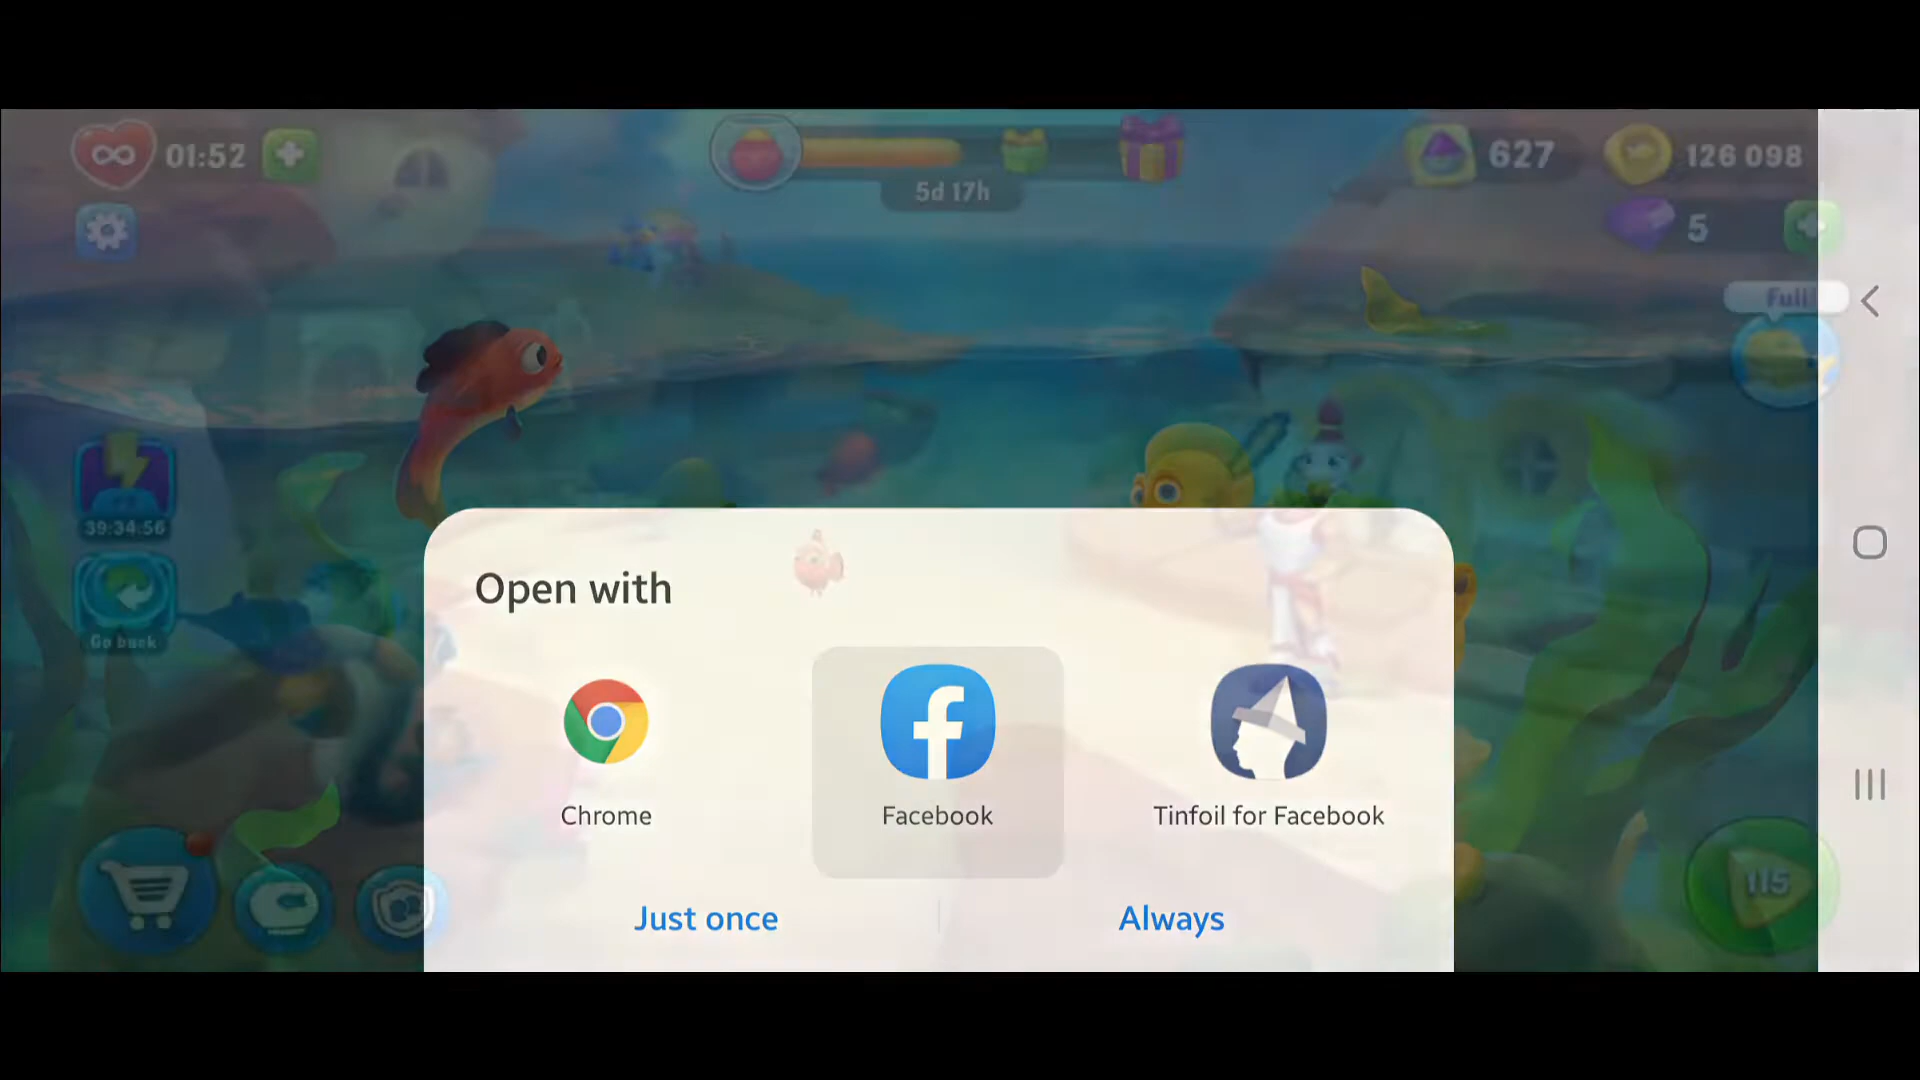 01:52
5d 17h
627
126 098
5
Full!
39:34:56
Go back
Open with
Chrome
Facebook
Tinfoil for Facebook
Just once
Always
115